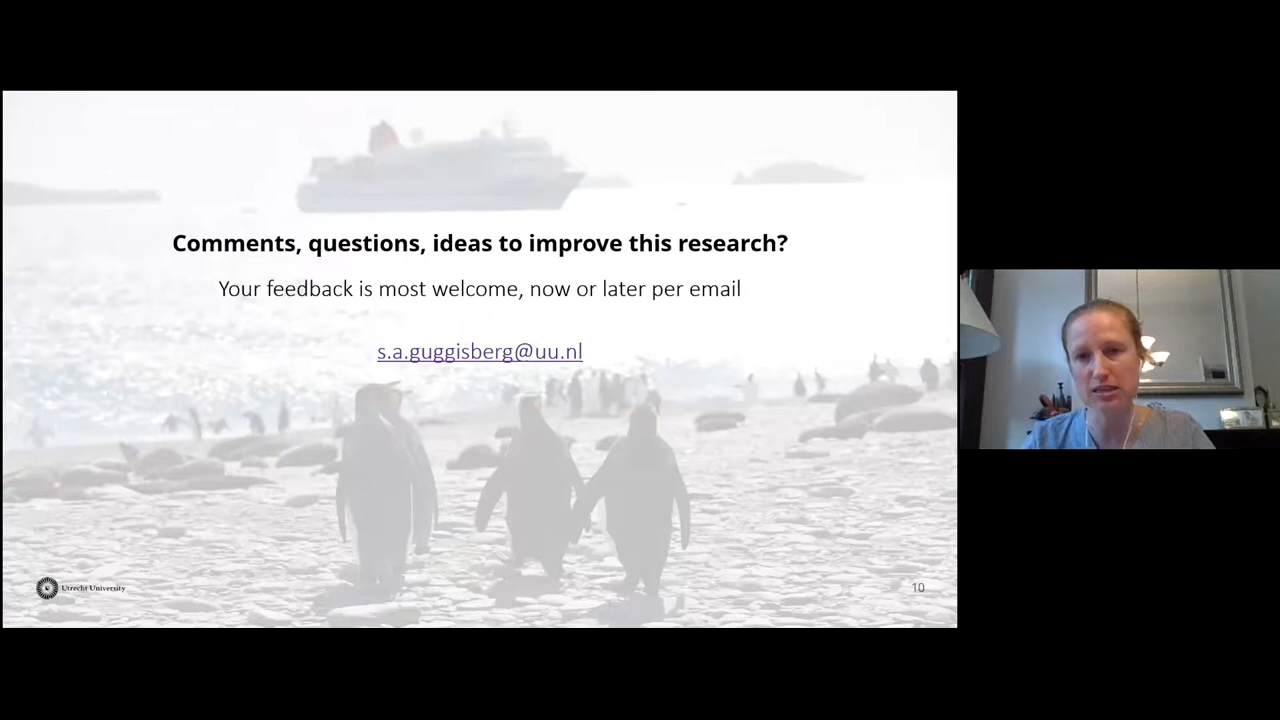 Comments, questions, ideas to improve this research?
Your feedback is most welcome, now or later per email
s.a.guggisberg@uu.nl
Utrecht University
10